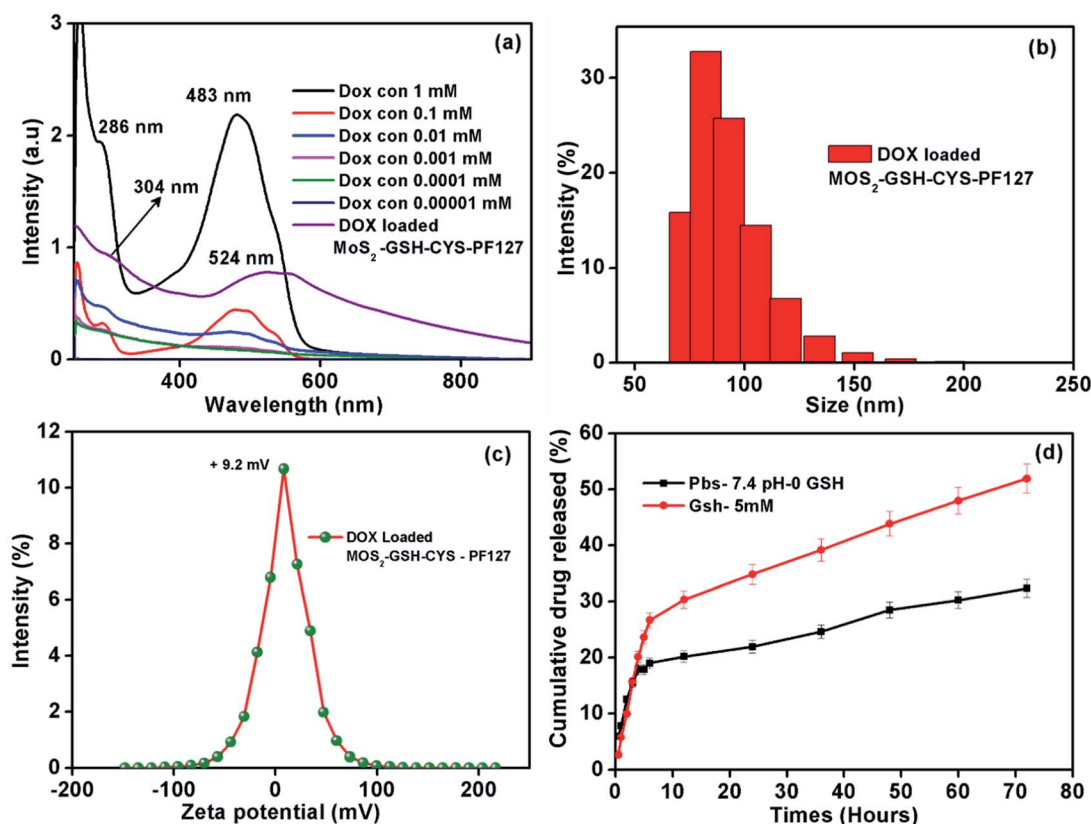 (a)
3
2
1
0
Intensity (a.u)
286 nm
304 nm
483 nm
524 nm
Dox con 1 mM
Dox con 0.1 mM
Dox con 0.01 mM
Dox con 0.001 mM
Dox con 0.0001 mM
Dox con 0.00001 mM
DOX loaded
MoS2-GSH-CYS-PF127
400 600 800
Wavelength (nm)
(b)
30
20
10
0
Intensity (%)
DOX loaded
MOS2-GSH-CYS-PF127
50 100 150 200 250
Size (nm)
(c)
12
10
8
6
4
2
0
Intensity (%)
+ 9.2 mV
DOX Loaded
MOS2-GSH-CYS - PF127
-200 -100 0 100 200
Zeta potential (mV)
(d)
60
50
40
30
20
10
0
Cumulative drug released (%)
Pbs- 7.4 pH-0 GSH
Gsh- 5mM
0 10 20 30 40 50 60 70 80
Times (Hours)